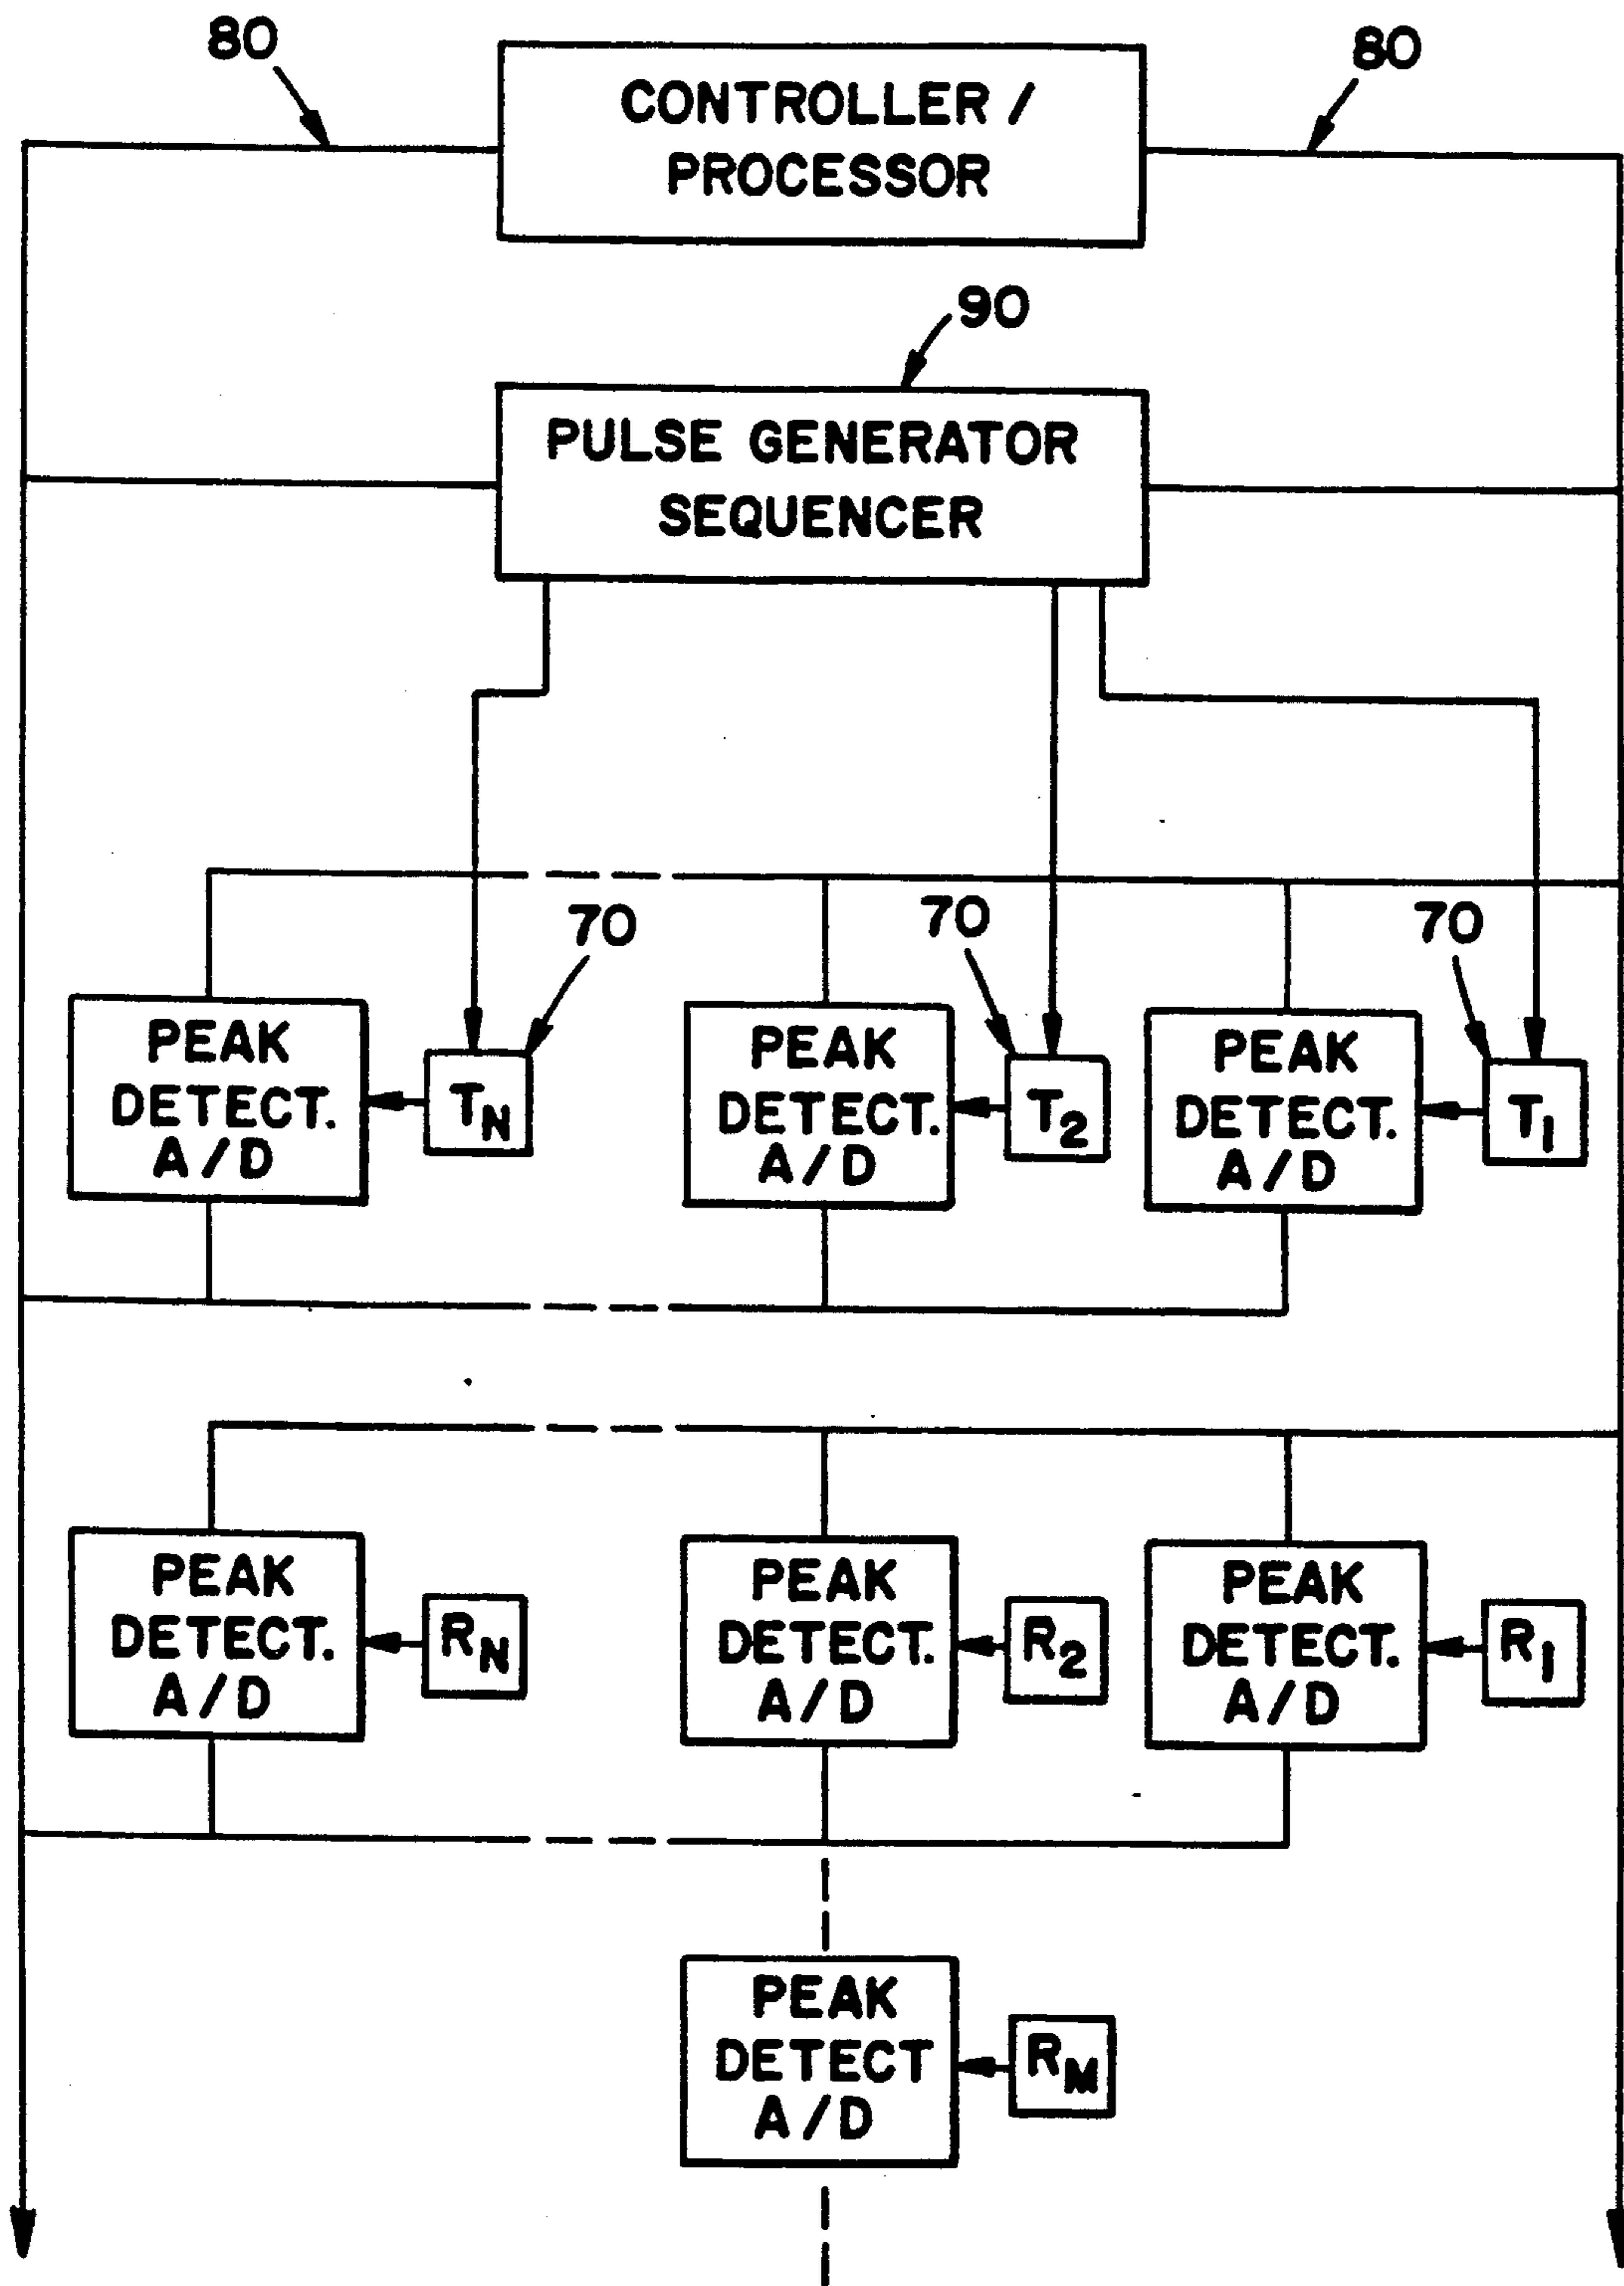 80
80
CONTROLLER /
PROCESSOR
90
PULSE GENERATOR
SEQUENCER
70
70
70
PEAK
DETECT.
A/D
T_N
PEAK
DETECT.
A/D
T_2
PEAK
DETECT.
A/D
T_1
PEAK
DETECT.
A/D
R_N
PEAK
DETECT.
A/D
R_2
PEAK
DETECT.
A/D
R_1
PEAK
DETECT
A/D
R_M